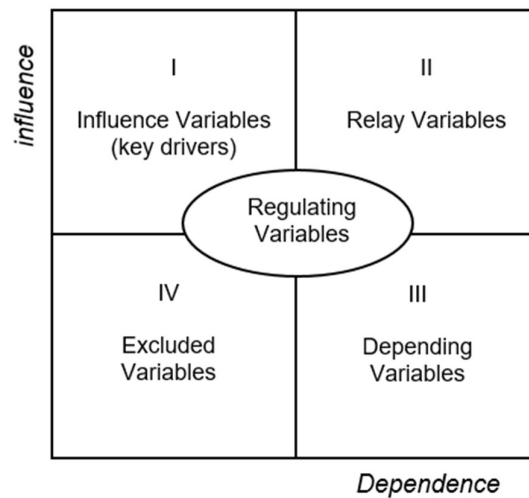 influence
I
Influence Variables
(key drivers)
II
Relay Variables
Regulating
Variables
IV
Excluded
Variables
III
Depending
Variables
Dependence